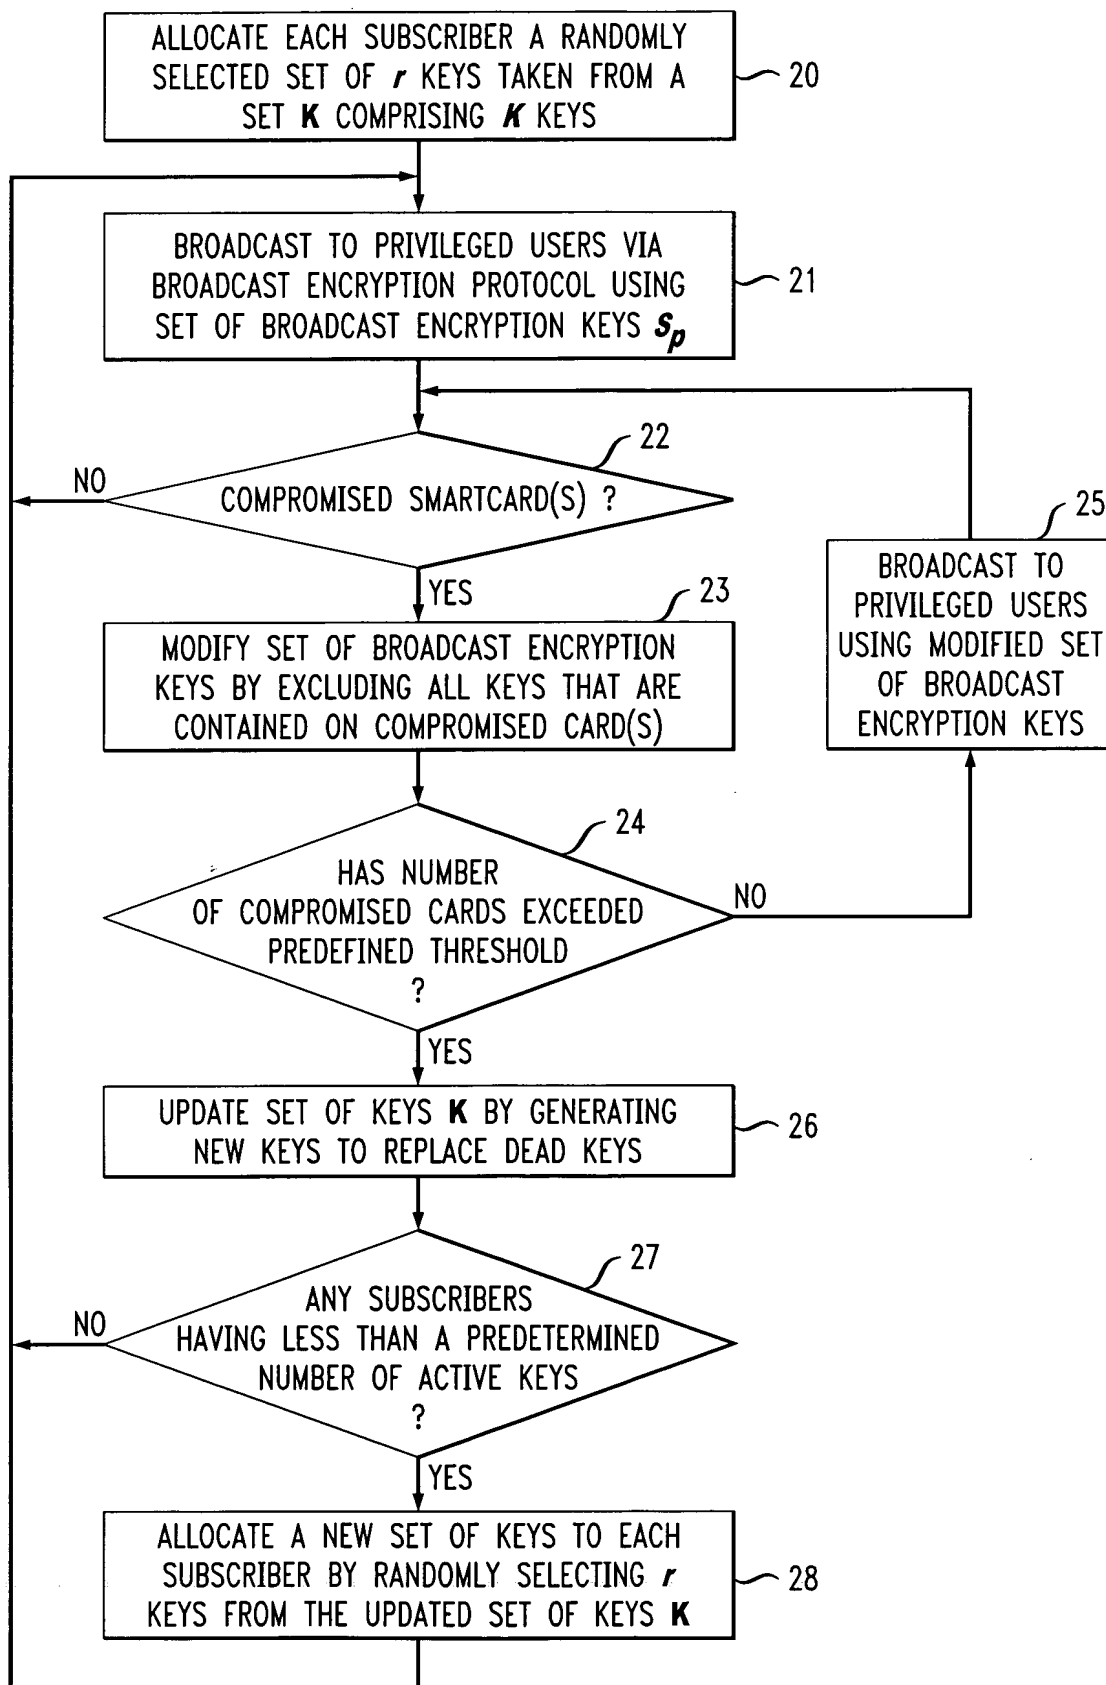 ALLOCATE EACH SUBSCRIBER A RANDOMLY
SELECTED SET OF r KEYS TAKEN FROM A
SET K COMPRISING K KEYS
20
BROADCAST TO PRIVILEGED USERS VIA
BROADCAST ENCRYPTION PROTOCOL USING
SET OF BROADCAST ENCRYPTION KEYS Sp
21
22
NO
COMPROMISED SMARTCARD(S) ?
YES
23
MODIFY SET OF BROADCAST ENCRYPTION
KEYS BY EXCLUDING ALL KEYS THAT ARE
CONTAINED ON COMPROMISED CARD(S)
25
BROADCAST TO
PRIVILEGED USERS
USING MODIFIED SET
OF BROADCAST
ENCRYPTION KEYS
24
HAS NUMBER
OF COMPROMISED CARDS EXCEEDED
PREDEFINED THRESHOLD
?
NO
YES
UPDATE SET OF KEYS K BY GENERATING
NEW KEYS TO REPLACE DEAD KEYS
26
27
ANY SUBSCRIBERS
HAVING LESS THAN A PREDETERMINED
NUMBER OF ACTIVE KEYS
?
NO
YES
ALLOCATE A NEW SET OF KEYS TO EACH
SUBSCRIBER BY RANDOMLY SELECTING r
KEYS FROM THE UPDATED SET OF KEYS K
28